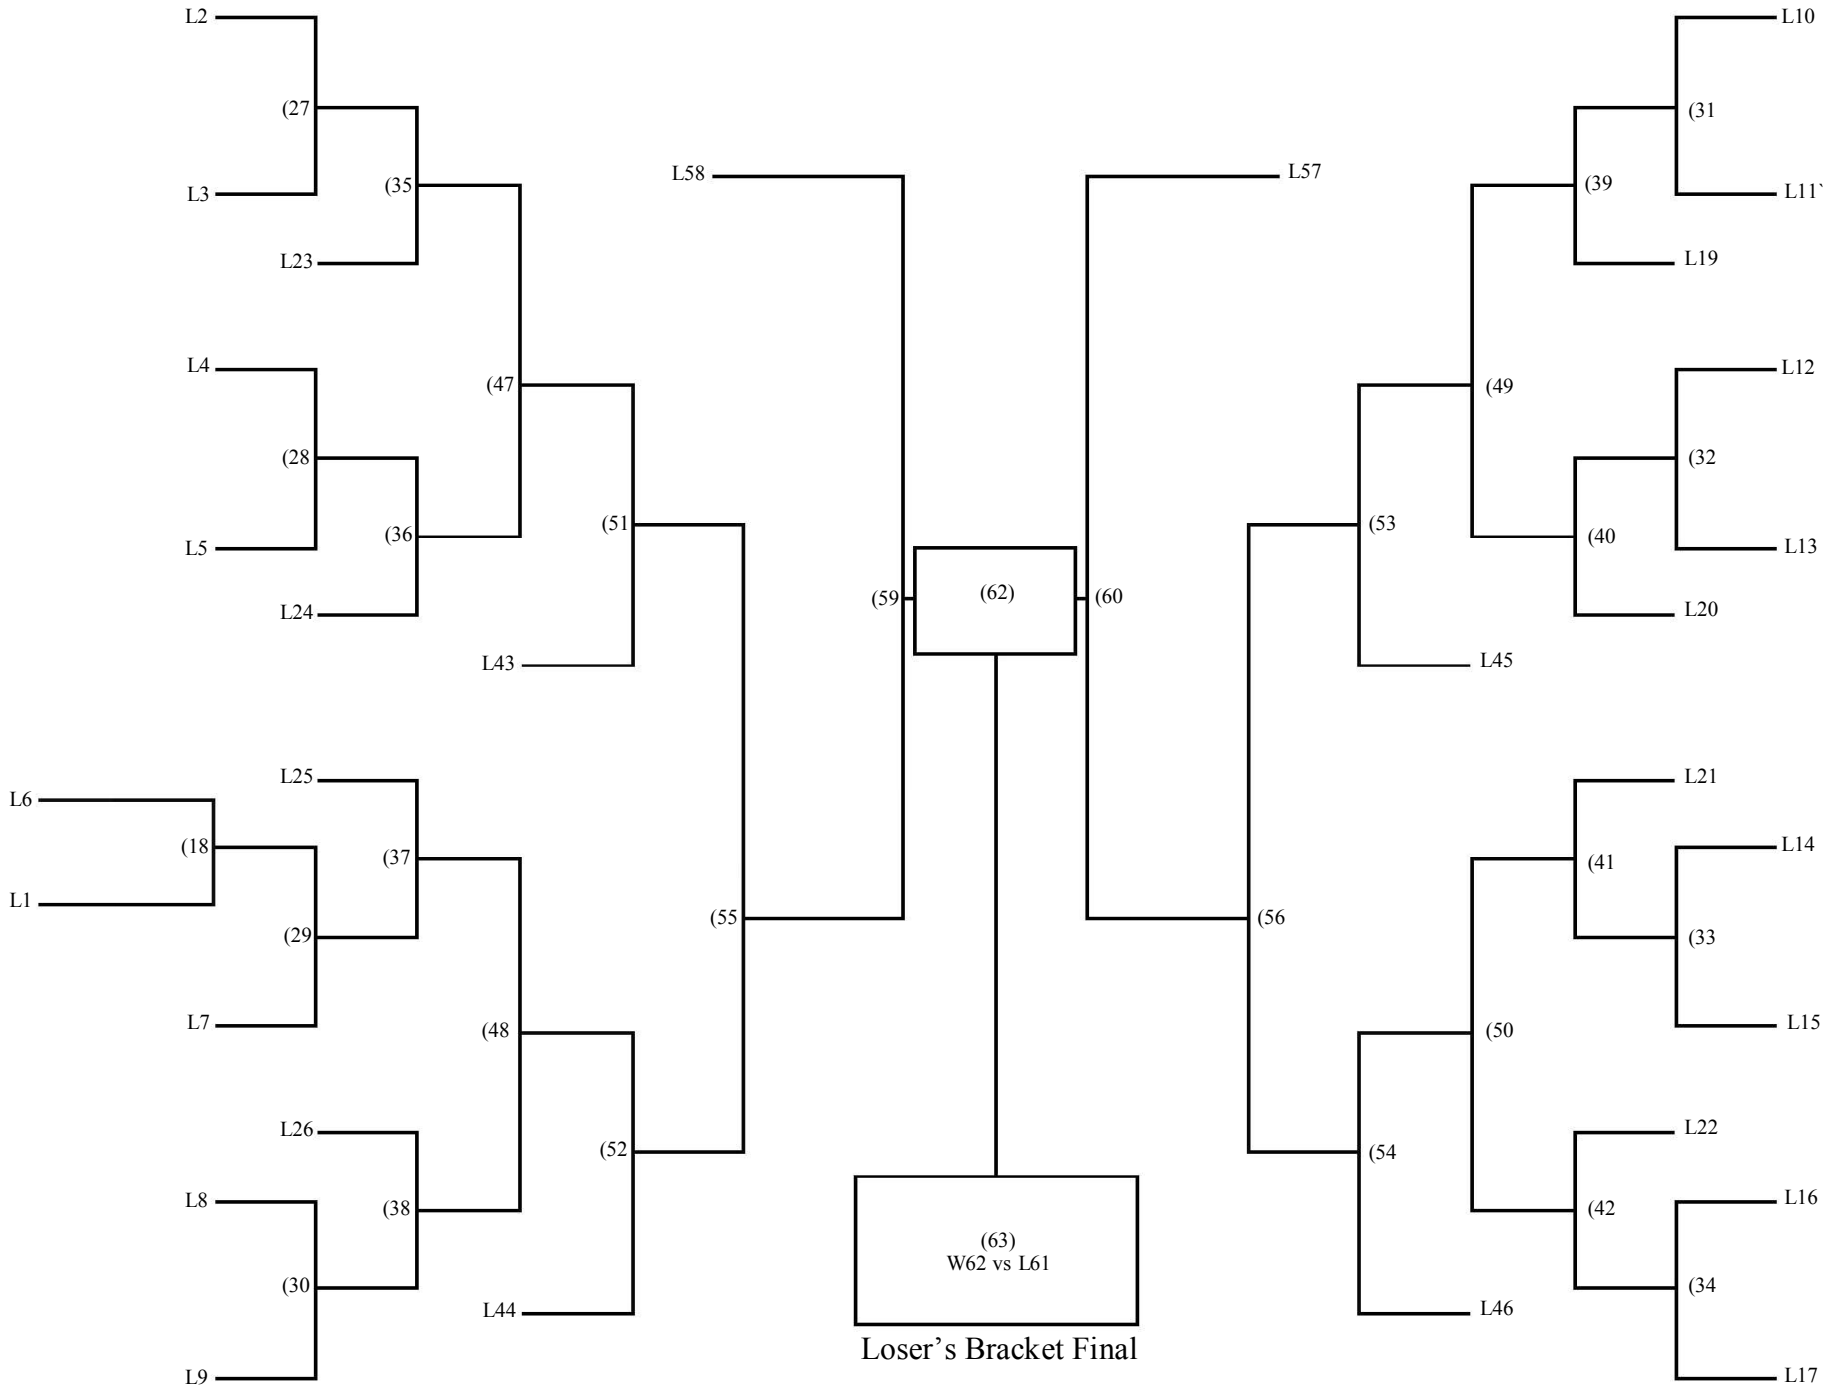 L2
L10
(27
(31
L58
L57
(35
(39
L3
L11`
L23
L19
L4
L12
(47
(49
(28
(32
(51
(53
(36
(40
L5
L13
(62)
(59
(60
L24
L20
L43
L45
L25
L21
L6
(18
L14
(37
(41
L1
(55
(56
(29
(33
L7
L15
(48
(50
L26
L22
(52
(54
L8
L16
(38
(42
(63)
W62 vs L61
(30
(34
L44
L46
Loser’s Bracket Final
L9
L17